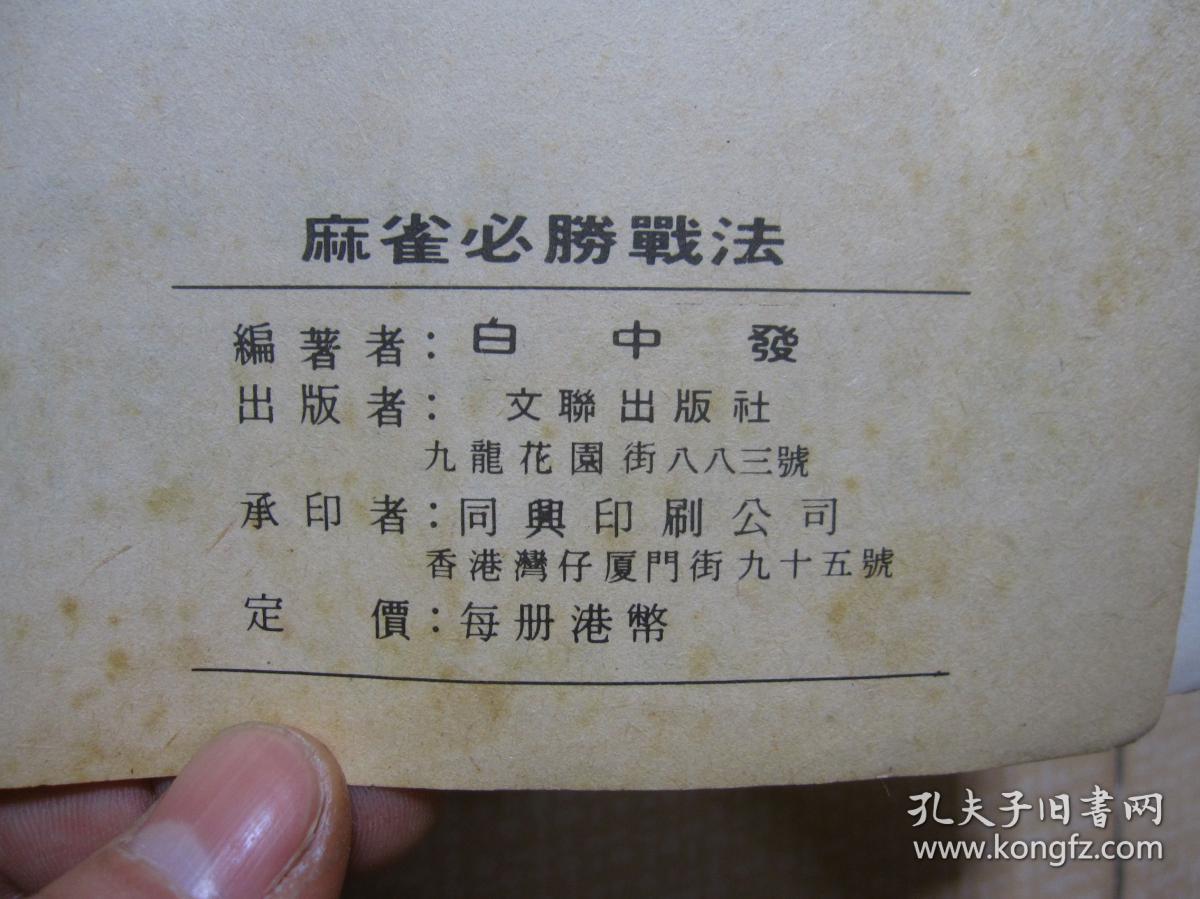 麻雀必勝戰法
編著者：白中發
出版者：文聯出版社
九龍花園街八八三號
承印者：同興印刷公司
香港灣仔厦門街九十五號
定價：每册港幣
孔夫子旧书网
www.kongfz.com